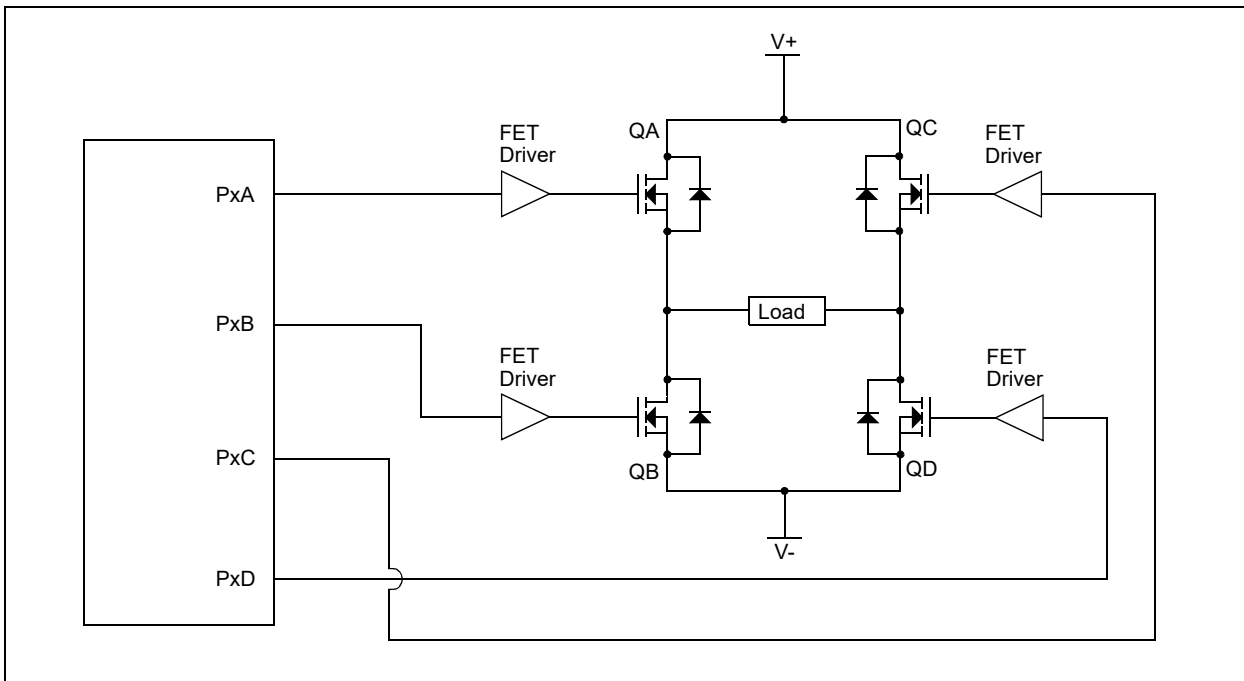 V+
QA
QC
FET
Driver
FET
Driver
PxA
Load
PxB
FET
Driver
FET
Driver
PxC
QB
QD
V-
PxD